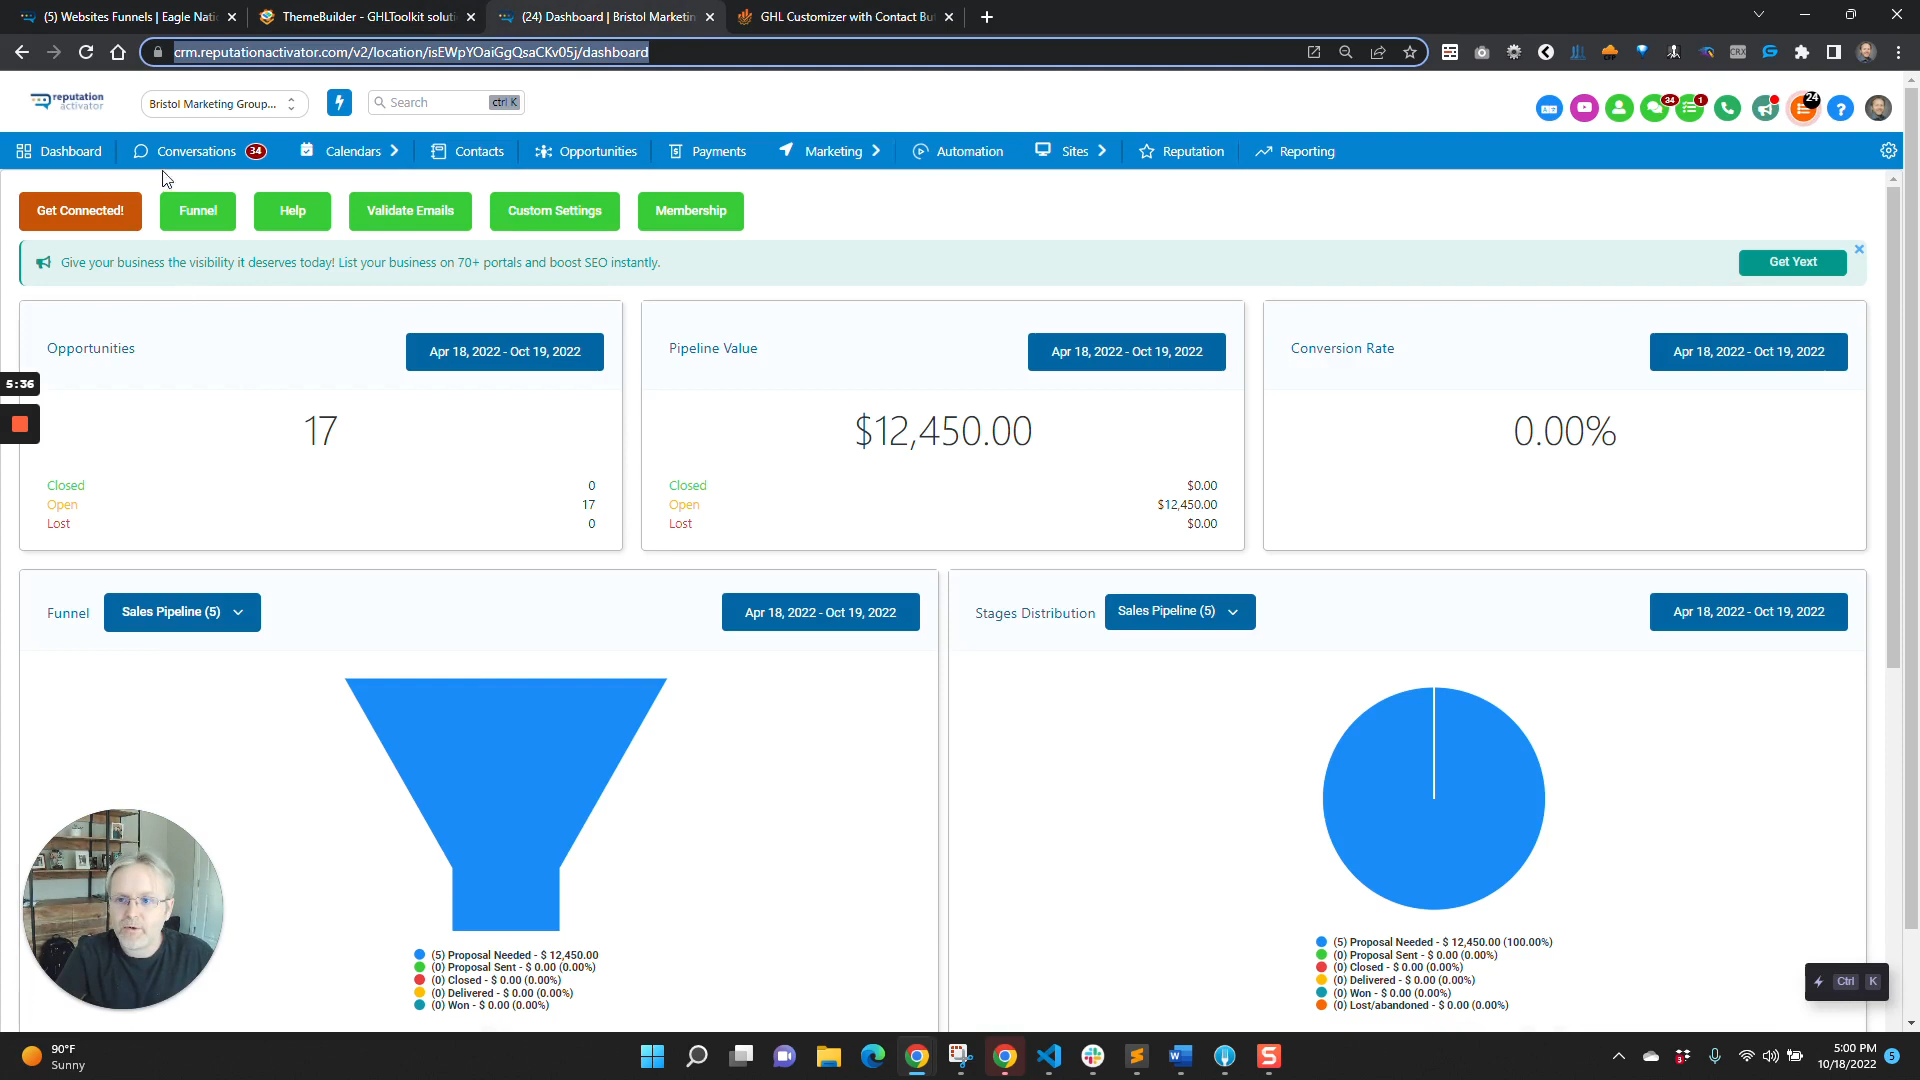 (5) Websites Funnels | Eagle Nati
ThemeBuilder - GHLToolkit soluti
(24) Dashboard | Bristol Marketin
GHL Customizer with Contact Bu
crm.reputationactivator.com/v2/location/isEWpYOaiGgQsaCKv05j/dashboard
reputation
activator
Bristol Marketing Group...
Search
ctrl K
34
1
24
Dashboard
Conversations 34
Calendars
Contacts
Opportunities
Payments
Marketing
Automation
Sites
Reputation
Reporting
Get Connected!
Funnel
Help
Validate Emails
Custom Settings
Membership
Give your business the visibility it deserves today! List your business on 70+ portals and boost SEO instantly.
Get Yext
Opportunities
Apr 18, 2022 - Oct 19, 2022
17
Closed 0
Open 17
Lost 0
Pipeline Value
Apr 18, 2022 - Oct 19, 2022
$12,450.00
Closed $0.00
Open $12,450.00
Lost $0.00
Conversion Rate
Apr 18, 2022 - Oct 19, 2022
0.00%
5:36
Funnel
Sales Pipeline (5)
Apr 18, 2022 - Oct 19, 2022
(5) Proposal Needed - $ 12,450.00
(0) Proposal Sent - $ 0.00 (0.00%)
(0) Closed - $ 0.00 (0.00%)
(0) Delivered - $ 0.00 (0.00%)
(0) Won - $ 0.00 (0.00%)
Stages Distribution
Sales Pipeline (5)
Apr 18, 2022 - Oct 19, 2022
(5) Proposal Needed - $ 12,450.00 (100.00%)
(0) Proposal Sent - $ 0.00 (0.00%)
(0) Closed - $ 0.00 (0.00%)
(0) Delivered - $ 0.00 (0.00%)
(0) Won - $ 0.00 (0.00%)
(0) Lost/abandoned - $ 0.00 (0.00%)
Ctrl K
90°F
Sunny
5:00 PM
10/18/2022
5